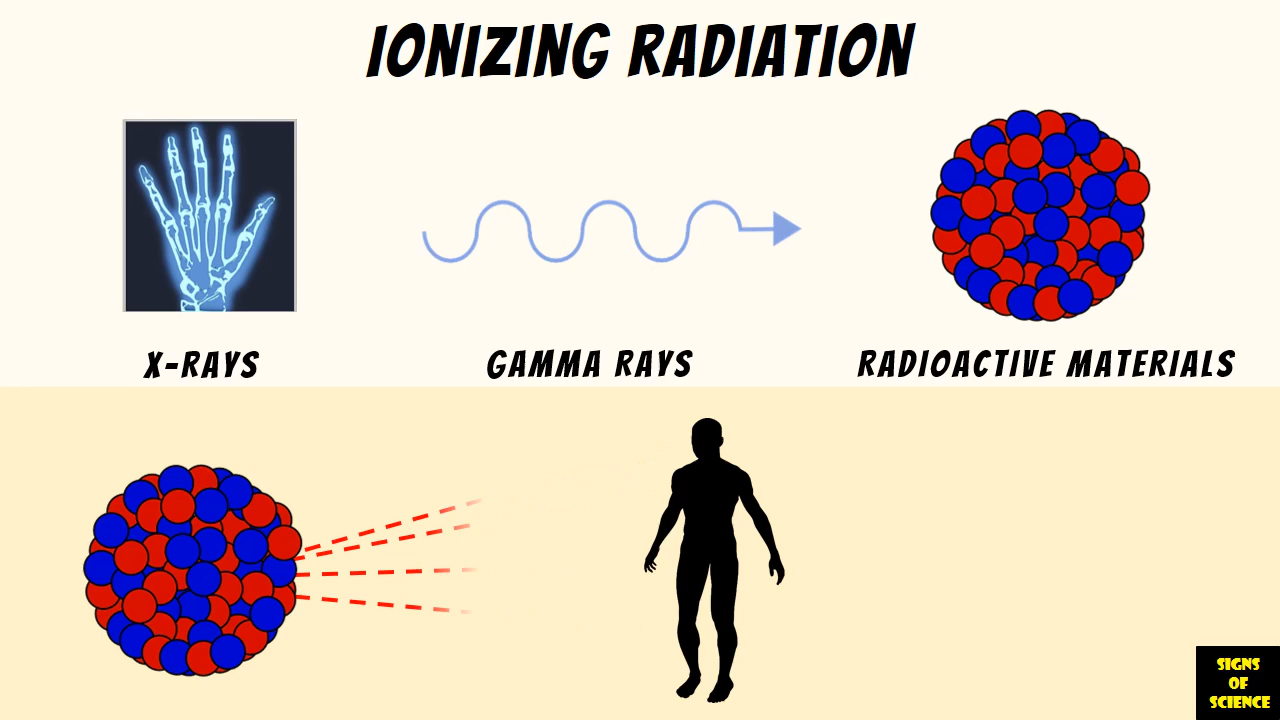 IONIZING RADIATION
X-RAYS
GAMMA RAYS
RADIOACTIVE MATERIALS
SIGNS
OF
SCIENCE